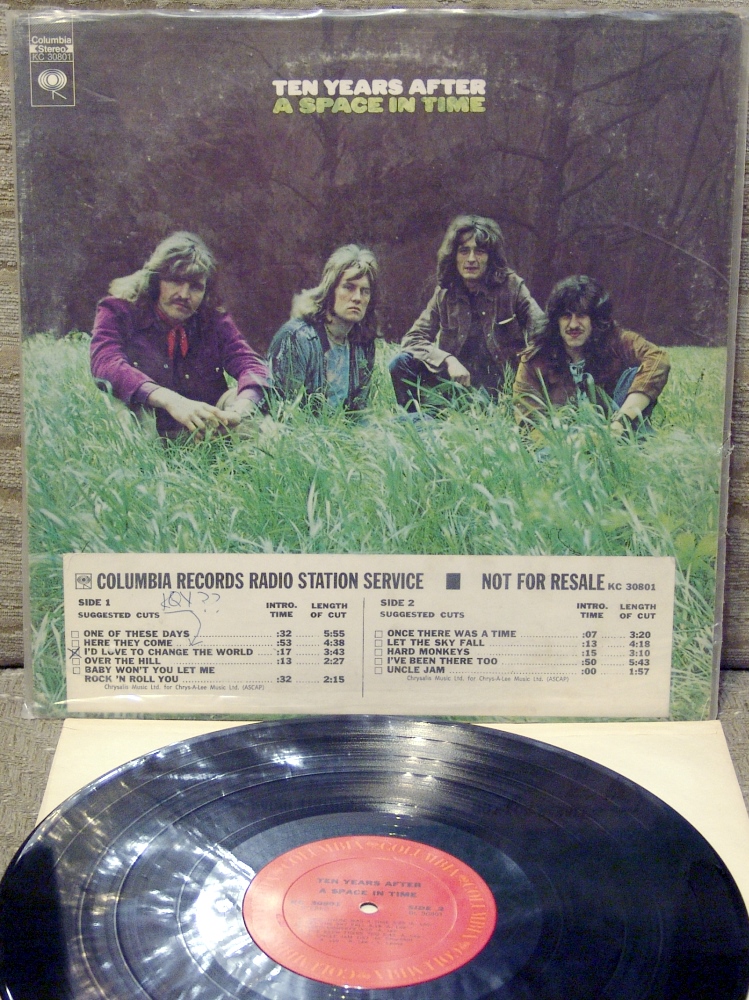 Columbia
Stereo
KC 30801
TEN YEARS AFTER
A SPACE IN TIME
COLUMBIA RECORDS RADIO STATION SERVICE ■ NOT FOR RESALE KC 30801
SIDE 1
SUGGESTED CUTS INTRO. TIME LENGTH OF CUT
ONE OF THESE DAYS :32 5:55
HERE THEY COME :53 4:38
I'D LOVE TO CHANGE THE WORLD :17 3:43
OVER THE HILL :13 2:27
BABY WON'T YOU LET ME
ROCK 'N ROLL YOU :32 2:15
Chrysalis Music Ltd. for Chrys-A-Lee Music Ltd. (ASCAP)
SIDE 2
SUGGESTED CUTS INTRO. TIME LENGTH OF CUT
ONCE THERE WAS A TIME :07 3:20
LET THE SKY FALL :13 4:18
HARD MONKEYS :15 3:10
I'VE BEEN THERE TOO :50 5:43
UNCLE JAM :00 1:57
Chrysalis Music Ltd. for Chrys-A-Lee Music Ltd. (ASCAP)
COLUMBIA
TEN YEARS AFTER
A SPACE IN TIME